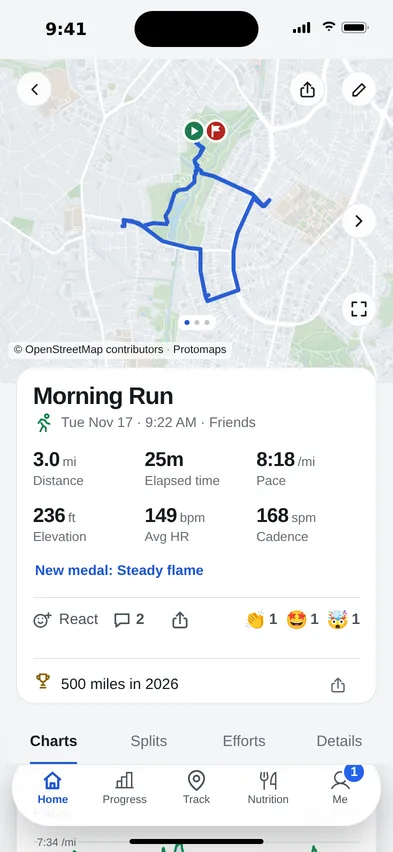 9:41
© OpenStreetMap contributors · Protomaps
Morning Run
Tue Nov 17 · 9:22 AM · Friends
3.0 mi 25m 8:18 /mi
Distance Elapsed time Pace
236 ft 149 bpm 168 spm
Elevation Avg HR Cadence
New medal: Steady flame
React 2 👏 1 🤩 1 🤯 1
500 miles in 2026
Charts Splits Efforts Details
1
Home Progress Track Nutrition Me
7:34 /mi